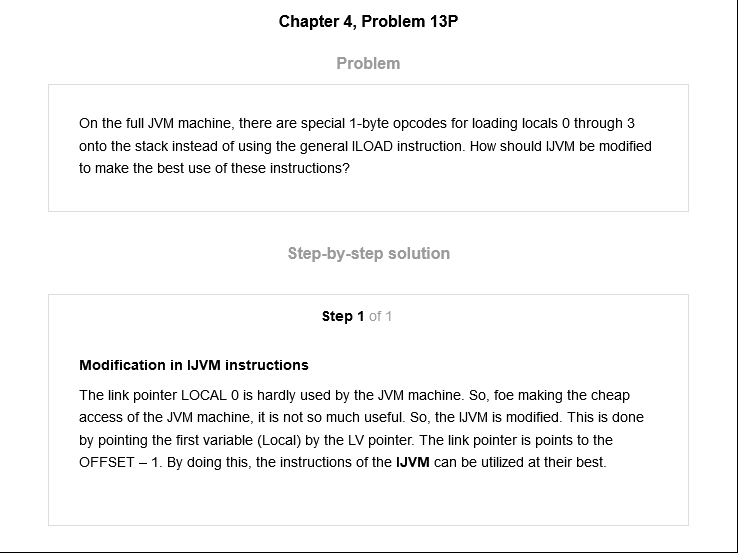 Chapter 4, Problem 13P
Problem
On the full JVM machine, there are special 1-byte opcodes for loading locals 0 through 3
onto the stack instead of using the general ILOAD instruction. How should IJVM be modified
to make the best use of these instructions?
Step-by-step solution
Step 1 of 1
Modification in IJVM instructions
The link pointer LOCAL 0 is hardly used by the JVM machine. So, foe making the cheap
access of the JVM machine, it is not so much useful. So, the IJVM is modified. This is done
by pointing the first variable (Local) by the LV pointer. The link pointer is points to the
OFFSET – 1. By doing this, the instructions of the IJVM can be utilized at their best.